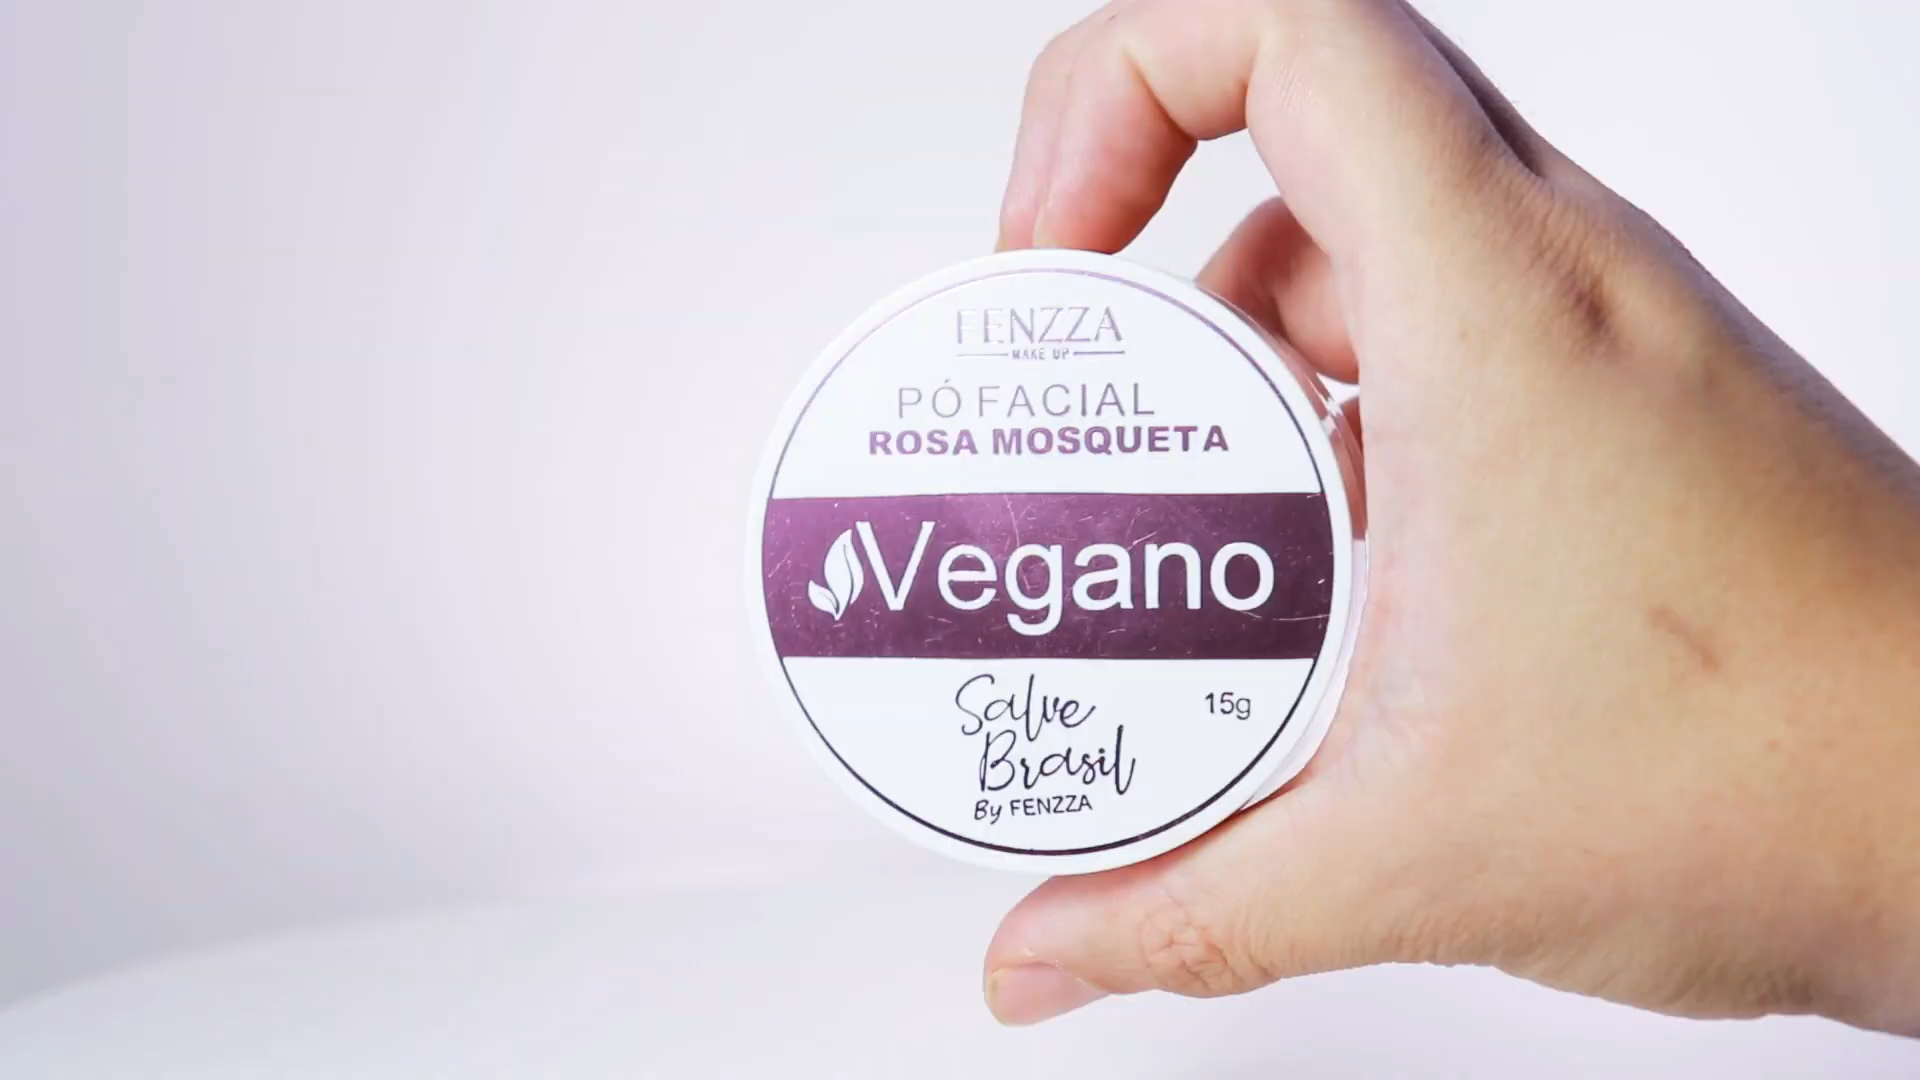 FENZZA
MAKE UP
PÓ FACIAL
ROSA MOSQUETA
Vegano
Salve
Brasil
15g
By FENZZA